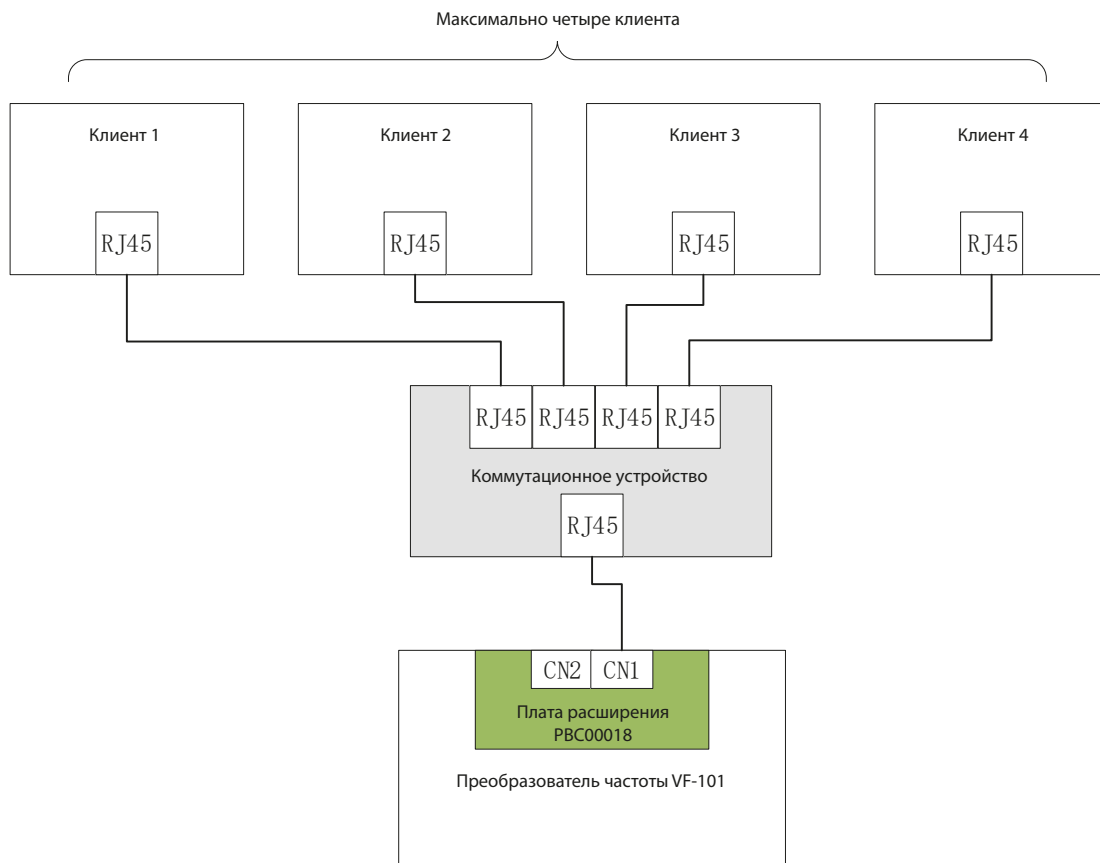 Максимально четыре клиента
Клиент 1
Клиент 2
Клиент 3
Клиент 4
RJ45
RJ45
RJ45
RJ45
RJ45
RJ45
RJ45
RJ45
Коммутационное устройство
RJ45
CN2
CN1
Плата расширения
PBC00018
Преобразователь частоты VF-101